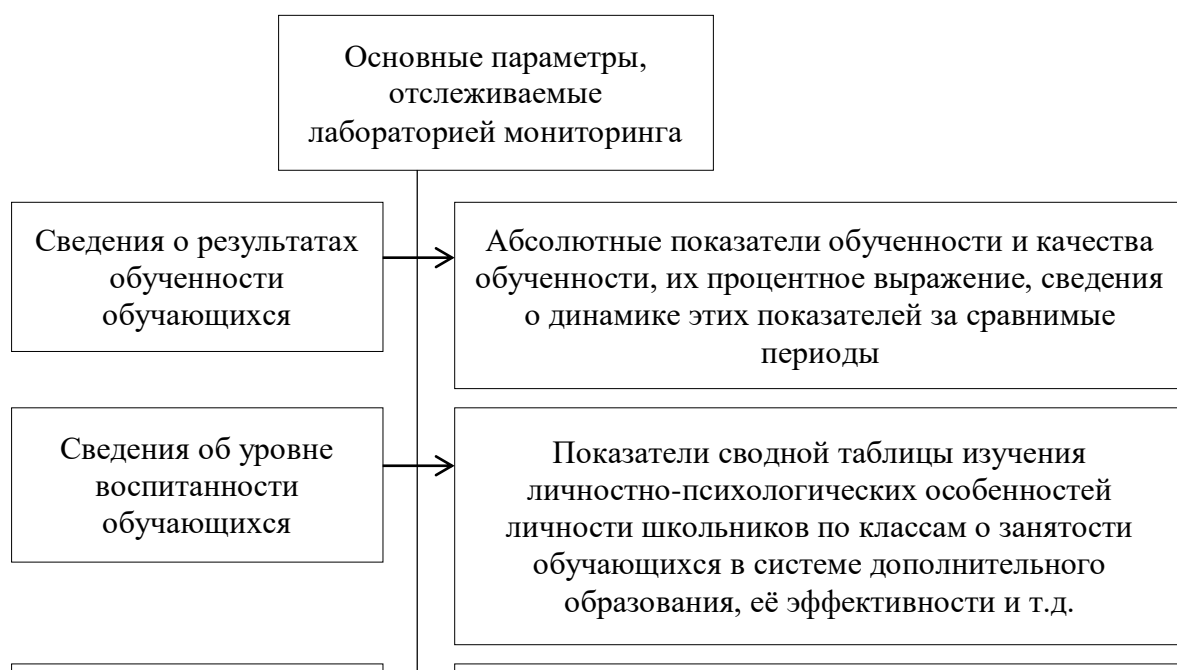 Основные параметры,
отслеживаемые
лабораторией мониторинга
Сведения о результатах
обученности
обучающихся
Абсолютные показатели обученности и качества
обученности, их процентное выражение, сведения
о динамике этих показателей за сравнимые
периоды
Сведения об уровне
воспитанности
обучающихся
Показатели сводной таблицы изучения
личностно-психологических особенностей
личности школьников по классам о занятости
обучающихся в системе дополнительного
образования, её эффективности и т.д.